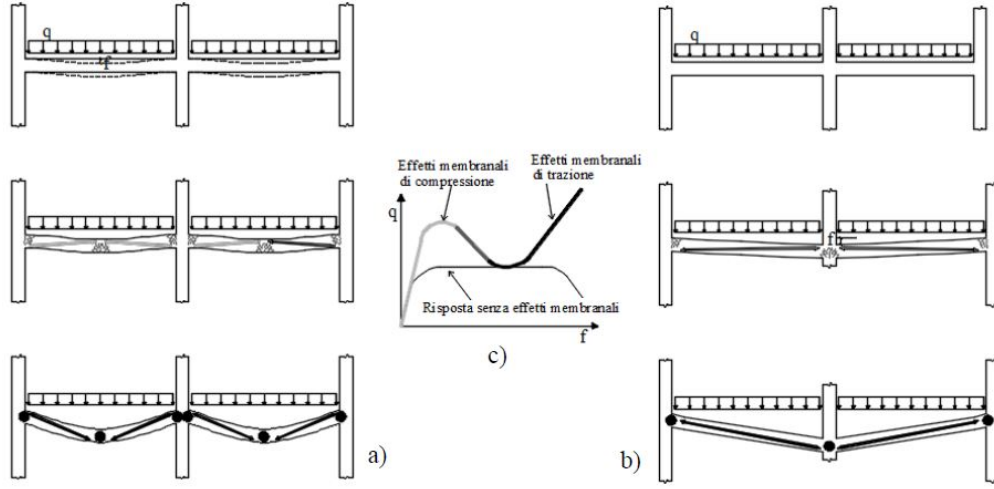 q
f
q
Effetti membranali
di compressione
Effetti membranali
di trazione
q
f
Risposta senza effetti membranali
f
c)
a)
b)